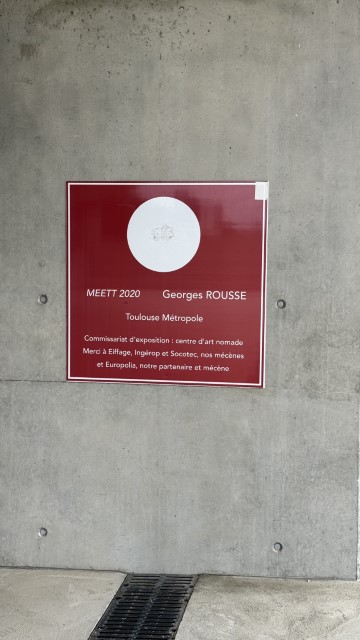 MEETT 2020 Georges ROUSSE
Toulouse Métropole
Commissariat d'exposition : centre d'art nomade
Merci à Eiffage, Ingérop et Socotec, nos mécènes
et Europolia, notre partenaire et mécène